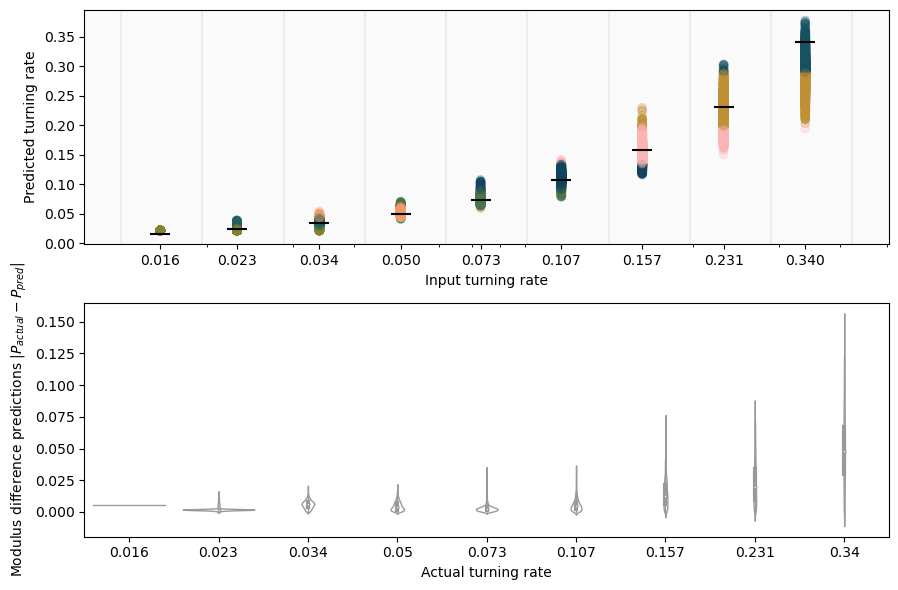 Predicted turning rate
0.35
0.30
0.25
0.20
0.15
0.10
0.05
0.00
0.016 0.023 0.034 0.050 0.073 0.107 0.157 0.231 0.340
Input turning rate
Modulus difference predictions |P_actual − P_pred|
0.150
0.125
0.100
0.075
0.050
0.025
0.000
0.016 0.023 0.034 0.05 0.073 0.107 0.157 0.231 0.34
Actual turning rate